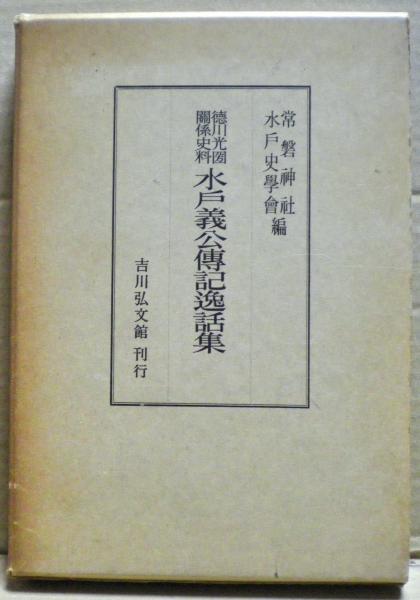 常磐神社
水戸史學會編
德川光圀
關係史料
水戸義公傳記逸話集
吉川弘文館 刊行